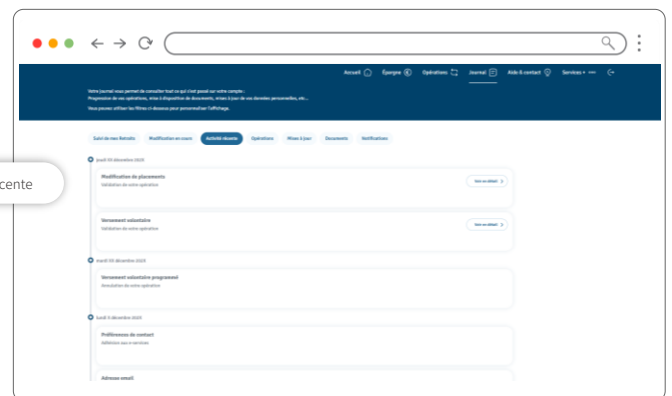 Accueil Épargne Opérations Journal Aide & contact Services +
Votre journal vous permet de consulter tout ce qui s'est passé sur votre compte :
Progression de vos opérations, mise à disposition de documents, mises à jour de vos données personnelles, etc...
Vous pouvez utiliser les filtres ci-dessous pour personnaliser l'affichage.
Suivi de mes Retraits Modification en cours Activité récente Opérations Mises à jour Documents Notifications
cente
décembre 2025
Modification de placements
Validation de votre opération
Voir en détail
Versement volontaire
Validation de votre opération
Voir en détail
mardi décembre 2025
Versement volontaire programmé
Annulation de votre opération
lundi décembre 2025
Préférences de contact
Adhésion aux e-services
Adresse email